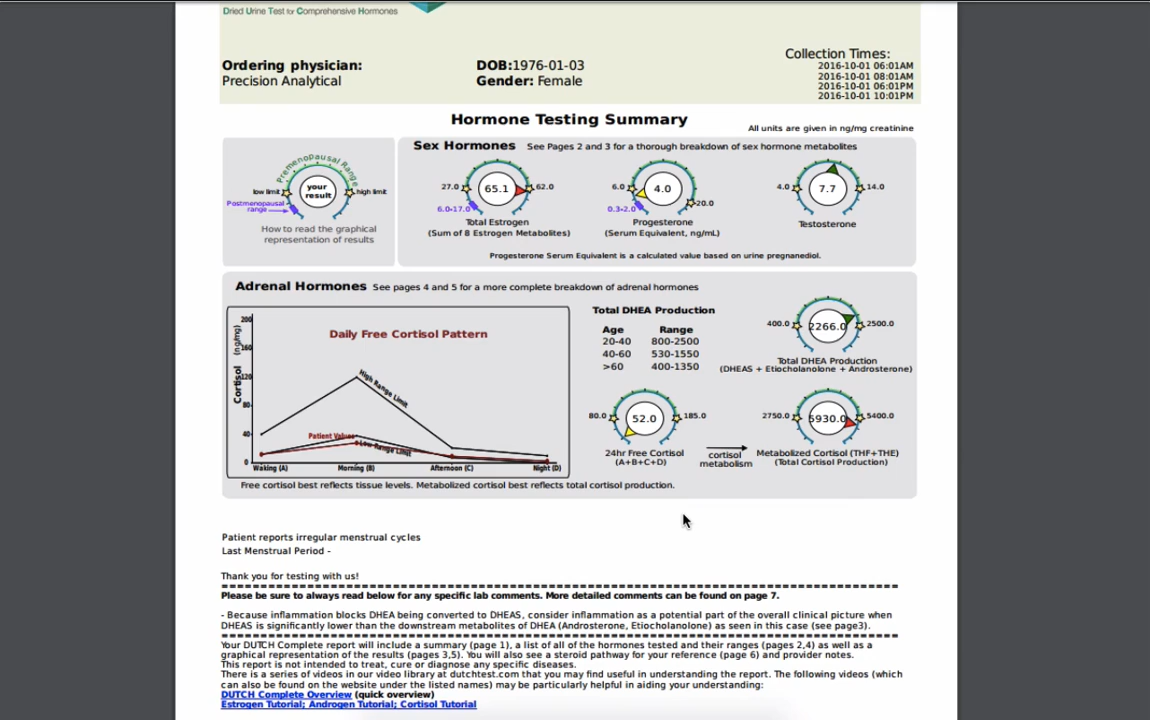 Dried Urine Test for Comprehensive Hormones
Ordering physician:
Precision Analytical
DOB:1976-01-03
Gender: Female
Collection Times:
2016-10-01 06:01AM
2016-10-01 08:01AM
2016-10-01 06:01PM
2016-10-01 10:01PM
Hormone Testing Summary
All units are given in ng/mg creatinine
Premenopausal Range
low limit
your
result
high limit
Postmenopausal
range
How to read the graphical
representation of results
Sex Hormones See Pages 2 and 3 for a thorough breakdown of sex hormone metabolites
27.0 65.1 62.0
6.0-17.0
Total Estrogen
(Sum of 8 Estrogen Metabolites)
6.0 4.0 20.0
0.3-2.0
Progesterone
(Serum Equivalent, ng/mL)
4.0 7.7 14.0
Testosterone
Progesterone Serum Equivalent is a calculated value based on urine pregnanediol.
Adrenal Hormones See pages 4 and 5 for a more complete breakdown of adrenal hormones
Daily Free Cortisol Pattern
Cortisol (ng/mg)
200
160
120
80
40
0
High Range Limit
Patient Values
Low Range Limit
Waking (A) Morning (B) Afternoon (C) Night (D)
Total DHEA Production
Age Range
20-40 800-2500
40-60 530-1550
>60 400-1350
400.0 2266.0 2500.0
Total DHEA Production
(DHEAS + Etiocholanolone + Androsterone)
80.0 52.0 185.0
24hr Free Cortisol
(A+B+C+D)
cortisol
metabolism
2750.0 5930.0 5400.0
Metabolized Cortisol (THF+THE)
(Total Cortisol Production)
Free cortisol best reflects tissue levels. Metabolized cortisol best reflects total cortisol production.
Patient reports irregular menstrual cycles
Last Menstrual Period -
Thank you for testing with us!
Please be sure to always read below for any specific lab comments. More detailed comments can be found on page 7.
- Because inflammation blocks DHEA being converted to DHEAS, consider inflammation as a potential part of the overall clinical picture when
DHEAS is significantly lower than the downstream metabolites of DHEA (Androsterone, Etiocholanolone) as seen in this case (see page3).
Your DUTCH Complete report will include a summary (page 1), a list of all of the hormones tested and their ranges (pages 2,4) as well as a
graphical representation of the results (pages 3,5). You will also see a steroid pathway for your reference (page 6) and provider notes.
This report is not intended to treat, cure or diagnose any specific diseases.
There is a series of videos in our video library at dutchtest.com that you may find useful in understanding the report. The following videos (which
can also be found on the website under the listed names) may be particularly helpful in aiding your understanding:
DUTCH Complete Overview (quick overview)
Estrogen Tutorial; Androgen Tutorial; Cortisol Tutorial